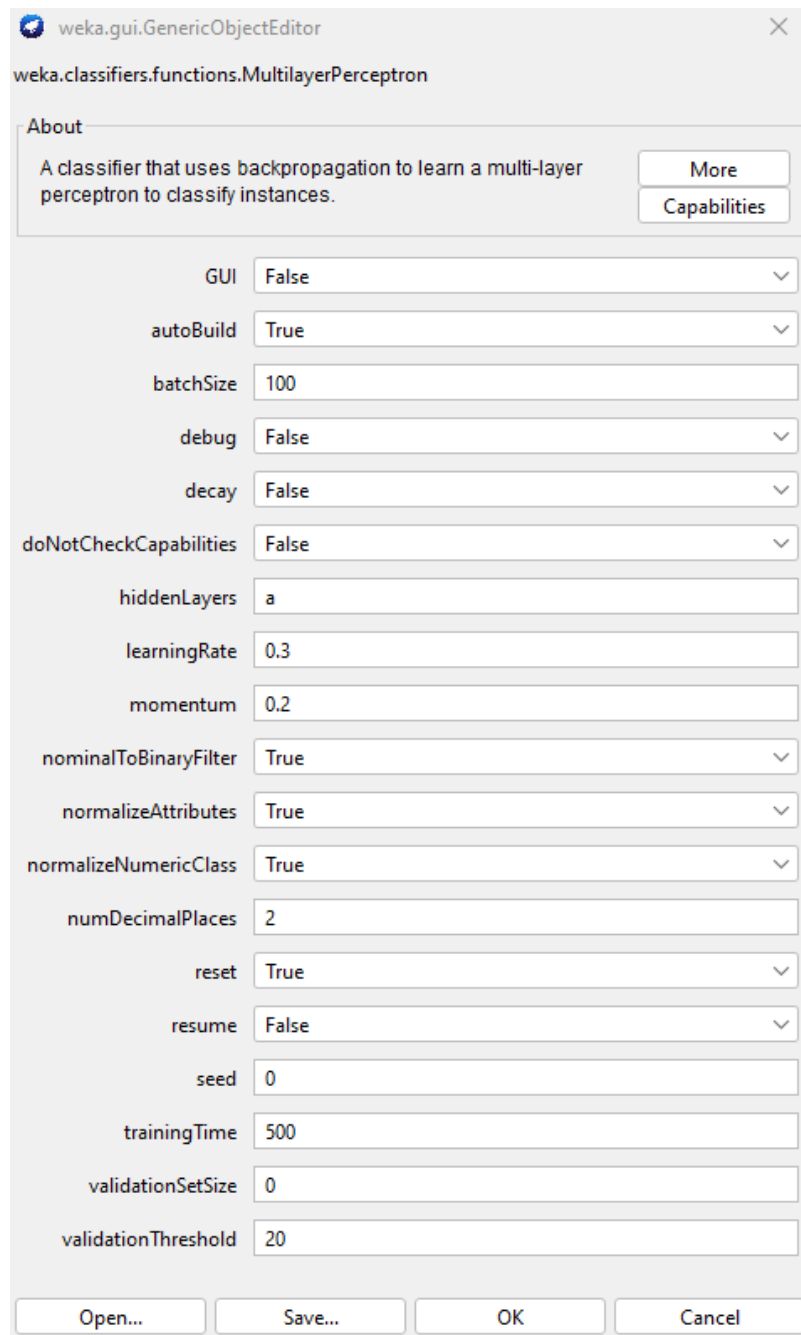 weka.gui.GenericObjectEditor
weka.classifiers.functions.MultilayerPerceptron
About
A classifier that uses backpropagation to learn a multi-layer
perceptron to classify instances.
More
Capabilities
GUI False
autoBuild True
batchSize 100
debug False
decay False
doNotCheckCapabilities False
hiddenLayers a
learningRate 0.3
momentum 0.2
nominalToBinaryFilter True
normalizeAttributes True
normalizeNumericClass True
numDecimalPlaces 2
reset True
resume False
seed 0
trainingTime 500
validationSetSize 0
validationThreshold 20
Open... Save... OK Cancel